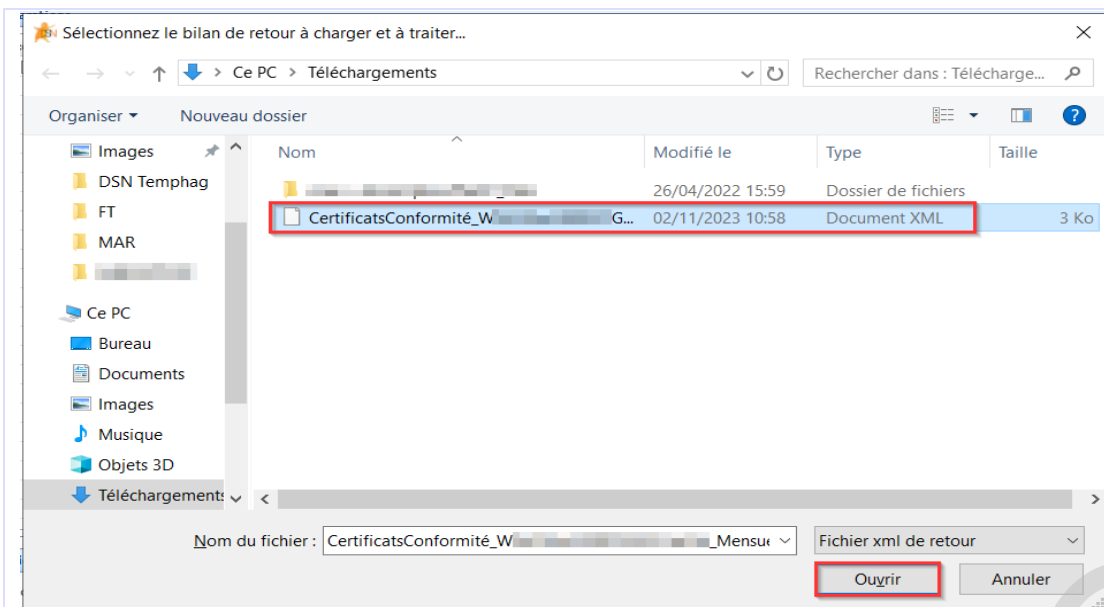 Sélectionnez le bilan de retour à charger et à traiter...
Ce PC > Téléchargements
Rechercher dans : Télécharge...
Organiser
Nouveau dossier
?
Images
Nom
Modifié le
Type
Taille
DSN Temphag
26/04/2022 15:59
Dossier de fichiers
FT
CertificatsConformité_W
G...
02/11/2023 10:58
Document XML
3 Ko
MAR
Ce PC
Bureau
Documents
Images
Musique
Objets 3D
Téléchargements
Nom du fichier :
CertificatsConformité_W
_Mensue
Fichier xml de retour
Ouvrir
Annuler